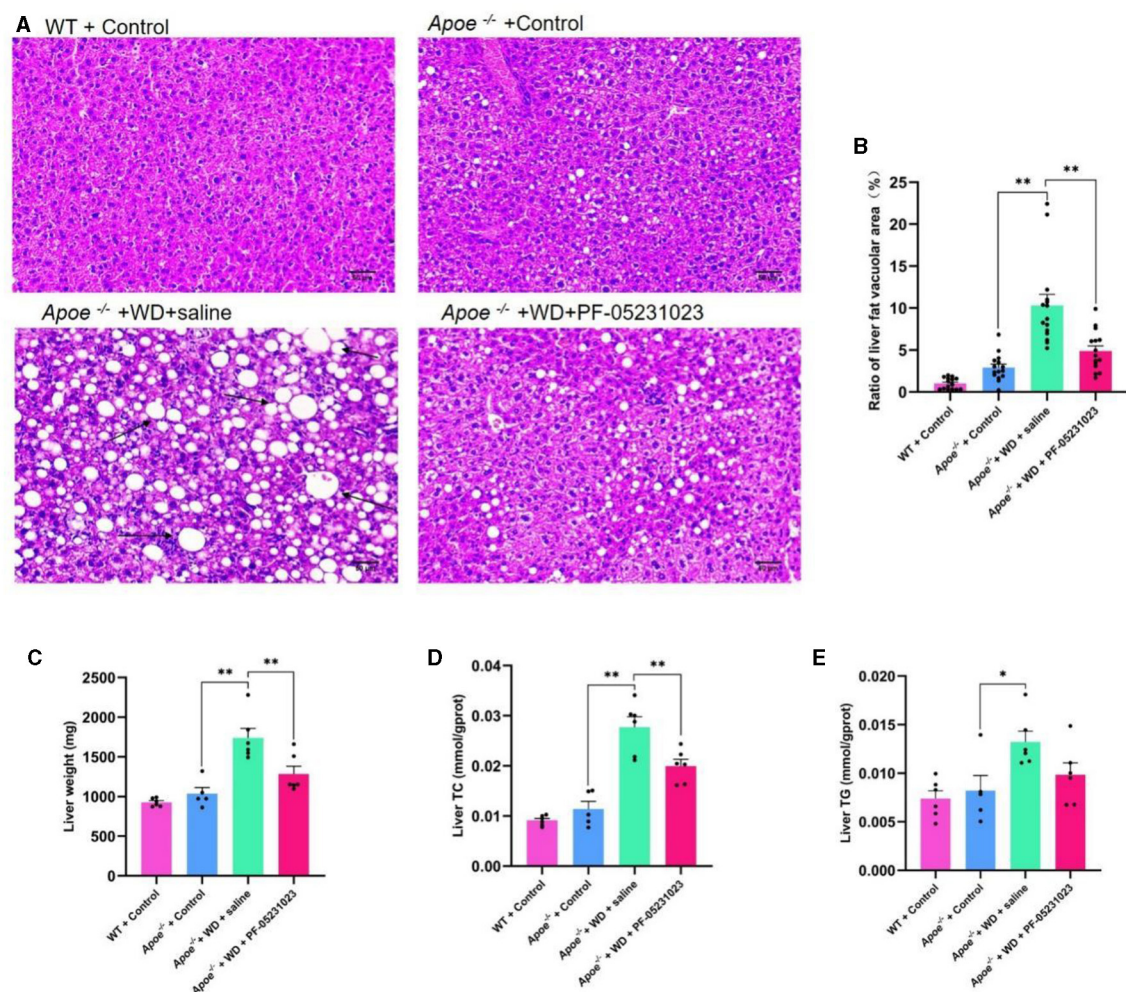 A
WT + Control
Apoe -/- +Control
Apoe -/- +WD+saline
Apoe -/- +WD+PF-05231023
50 μm
B
Ratio of liver fat vacuolar area（%）
25
20
15
10
5
0
**
**
WT + Control
Apoe-/- + Control
Apoe-/- + WD + saline
Apoe-/- + WD + PF-05231023
C
Liver weight (mg)
2500
2000
1500
1000
500
0
**
**
WT + Control
Apoe-/- + Control
Apoe-/- + WD + saline
Apoe-/- + WD + PF-05231023
D
Liver TC (mmol/gprot)
0.04
0.03
0.02
0.01
0.00
**
**
WT + Control
Apoe-/- + Control
Apoe-/- + WD + saline
Apoe-/- + WD + PF-05231023
E
Liver TG (mmol/gprot)
0.020
0.015
0.010
0.005
0.000
*
WT + Control
Apoe-/- + Control
Apoe-/- + WD + saline
Apoe-/- + WD + PF-05231023